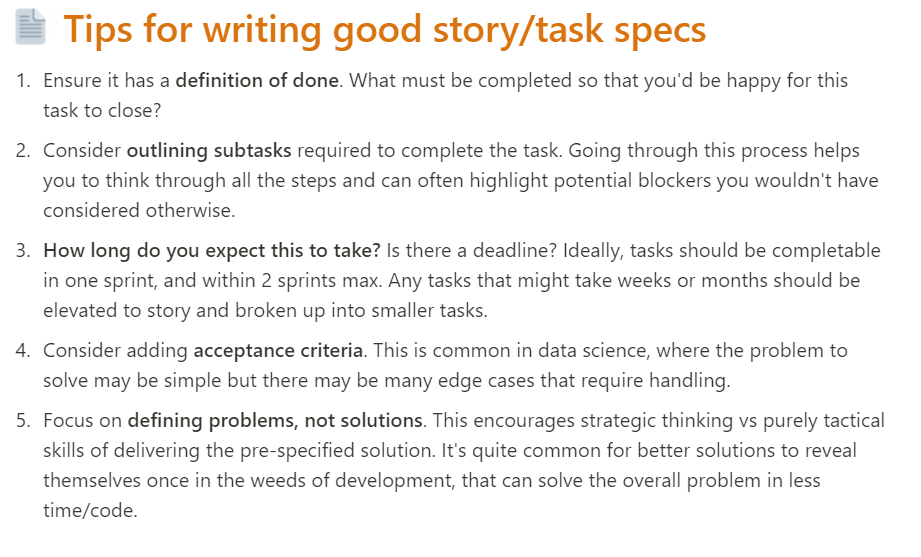 Tips for writing good story/task specs
1. Ensure it has a definition of done. What must be completed so that you'd be happy for this
task to close?
2. Consider outlining subtasks required to complete the task. Going through this process helps
you to think through all the steps and can often highlight potential blockers you wouldn't have
considered otherwise.
3. How long do you expect this to take? Is there a deadline? Ideally, tasks should be completable
in one sprint, and within 2 sprints max. Any tasks that might take weeks or months should be
elevated to story and broken up into smaller tasks.
4. Consider adding acceptance criteria. This is common in data science, where the problem to
solve may be simple but there may be many edge cases that require handling.
5. Focus on defining problems, not solutions. This encourages strategic thinking vs purely tactical
skills of delivering the pre-specified solution. It's quite common for better solutions to reveal
themselves once in the weeds of development, that can solve the overall problem in less
time/code.